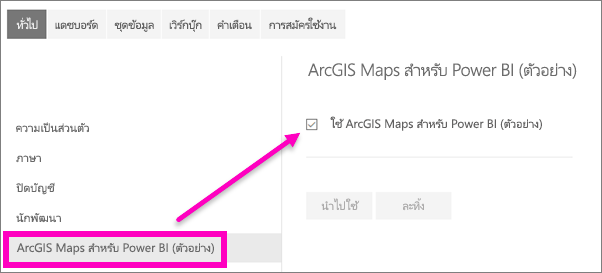 ทั่วไป แดชบอร์ด ชุดข้อมูล เวิร์กบุ๊ก คำเตือน การสมัครใช้งาน
ArcGIS Maps สำหรับ Power BI (ตัวอย่าง)
ใช้ ArcGIS Maps สำหรับ Power BI (ตัวอย่าง)
ความเป็นส่วนตัว
ภาษา
ปิดบัญชี
นักพัฒนา
ArcGIS Maps สำหรับ Power BI (ตัวอย่าง)
นำไปใช้ ละทิ้ง